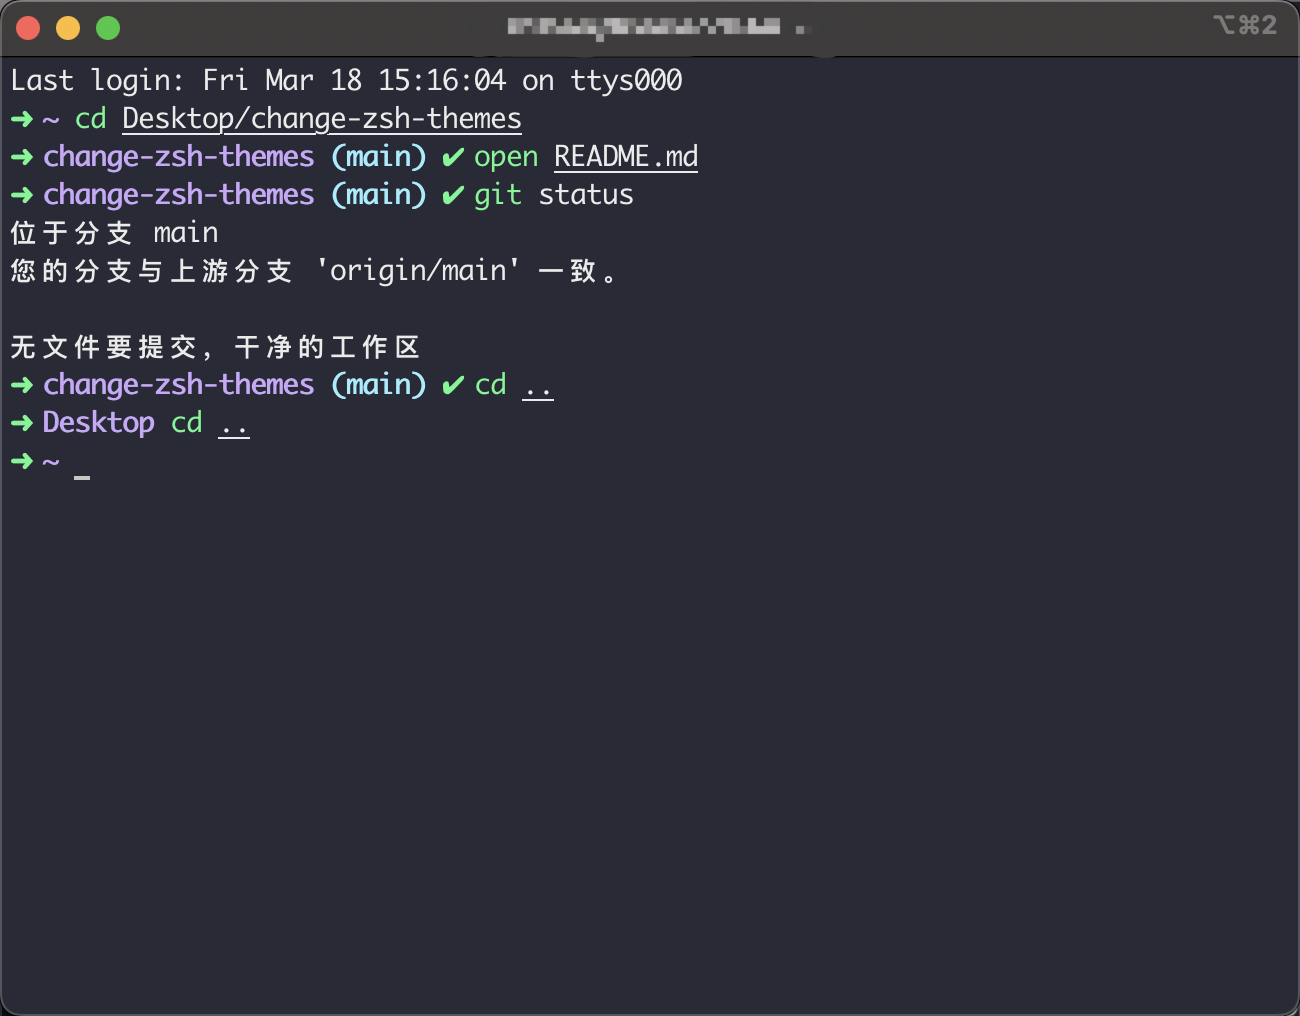 ⌥⌘2
Last login: Fri Mar 18 15:16:04 on ttys000
➜ ~ cd Desktop/change-zsh-themes
➜ change-zsh-themes (main) ✔ open README.md
➜ change-zsh-themes (main) ✔ git status
位于分支 main
您的分支与上游分支 'origin/main' 一致。
无文件要提交，干净的工作区
➜ change-zsh-themes (main) ✔ cd ..
➜ Desktop cd ..
➜ ~ _